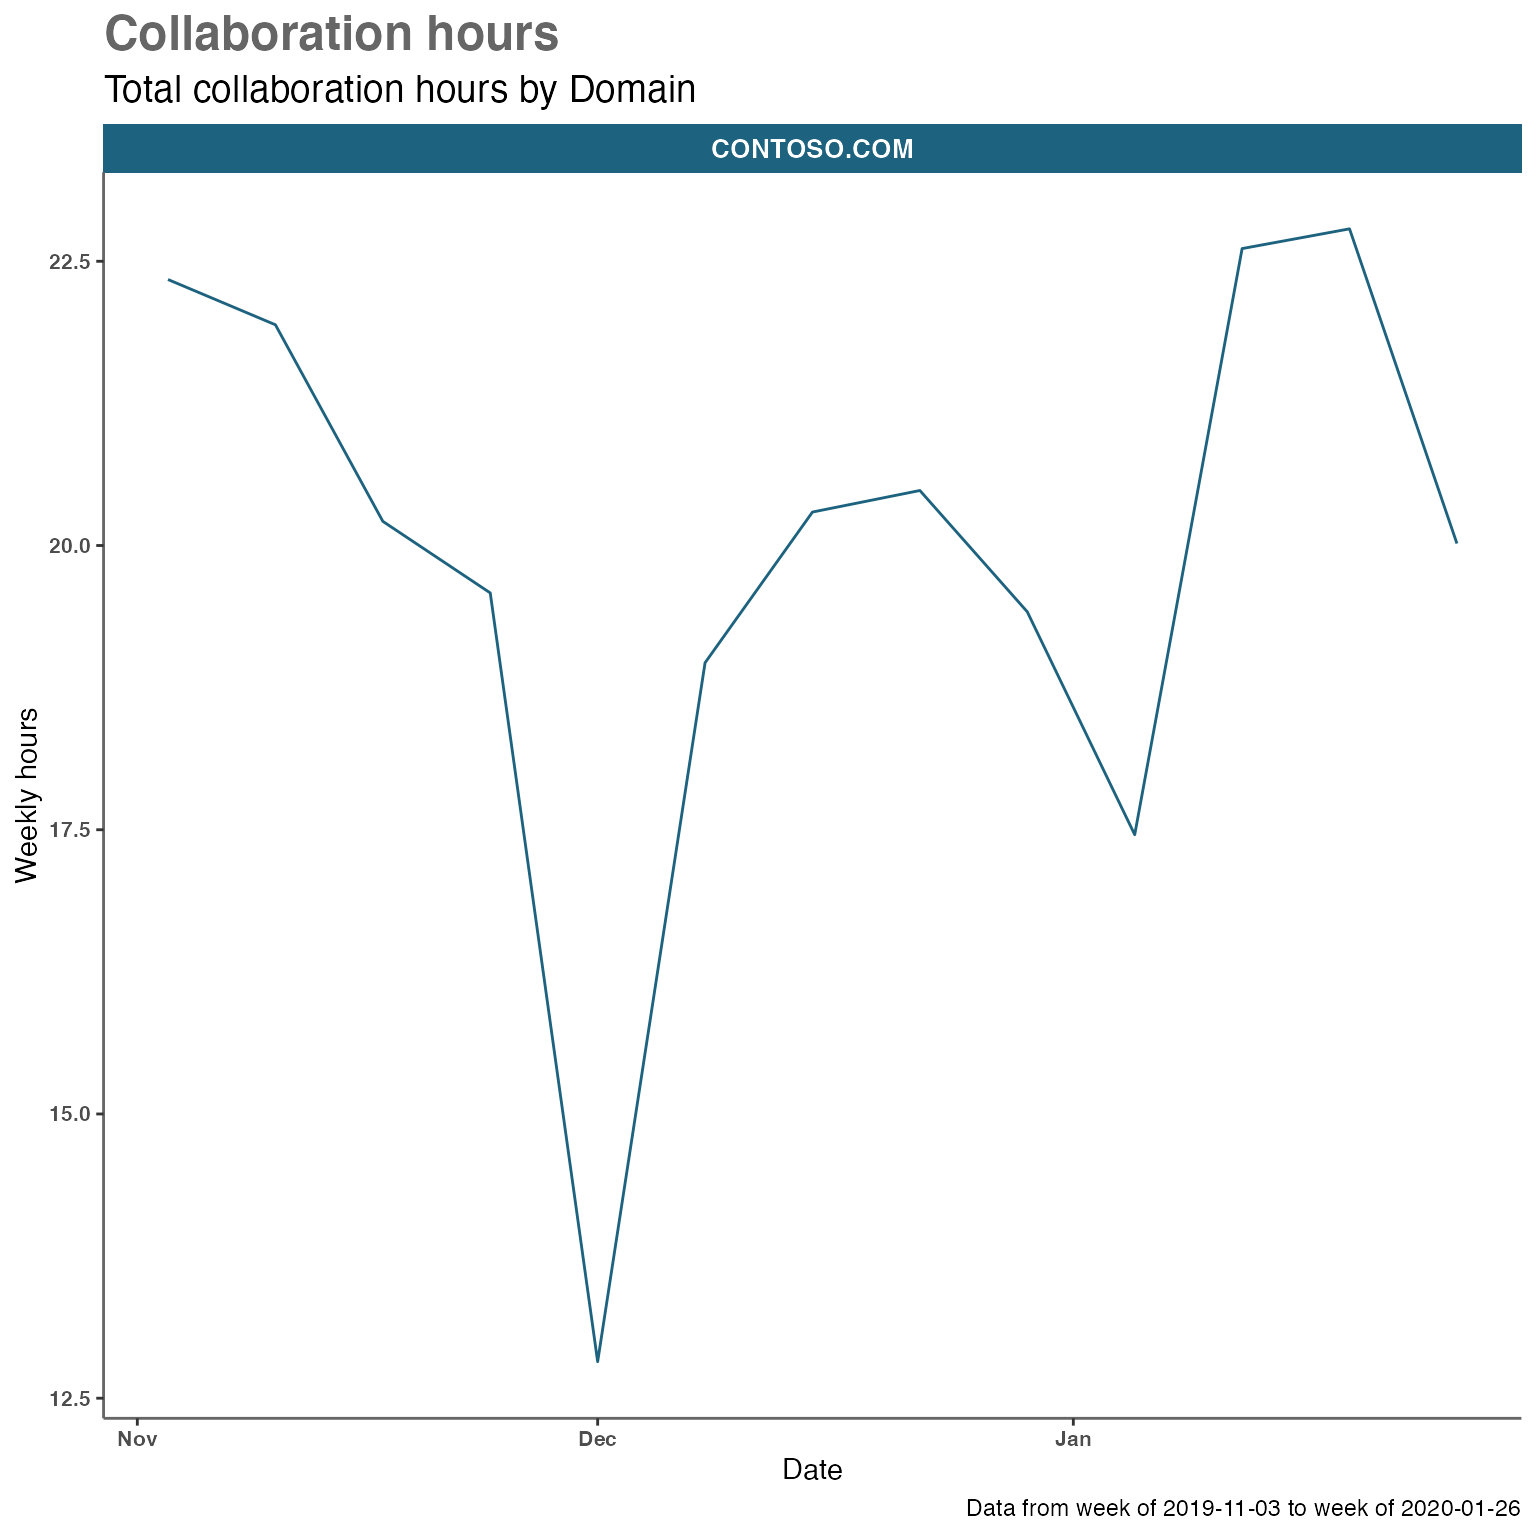 Collaboration hours
Total collaboration hours by Domain
CONTOSO.COM
22.5
20.0
17.5
15.0
12.5
Weekly hours
Nov
Dec
Jan
Date
Data from week of 2019-11-03 to week of 2020-01-26